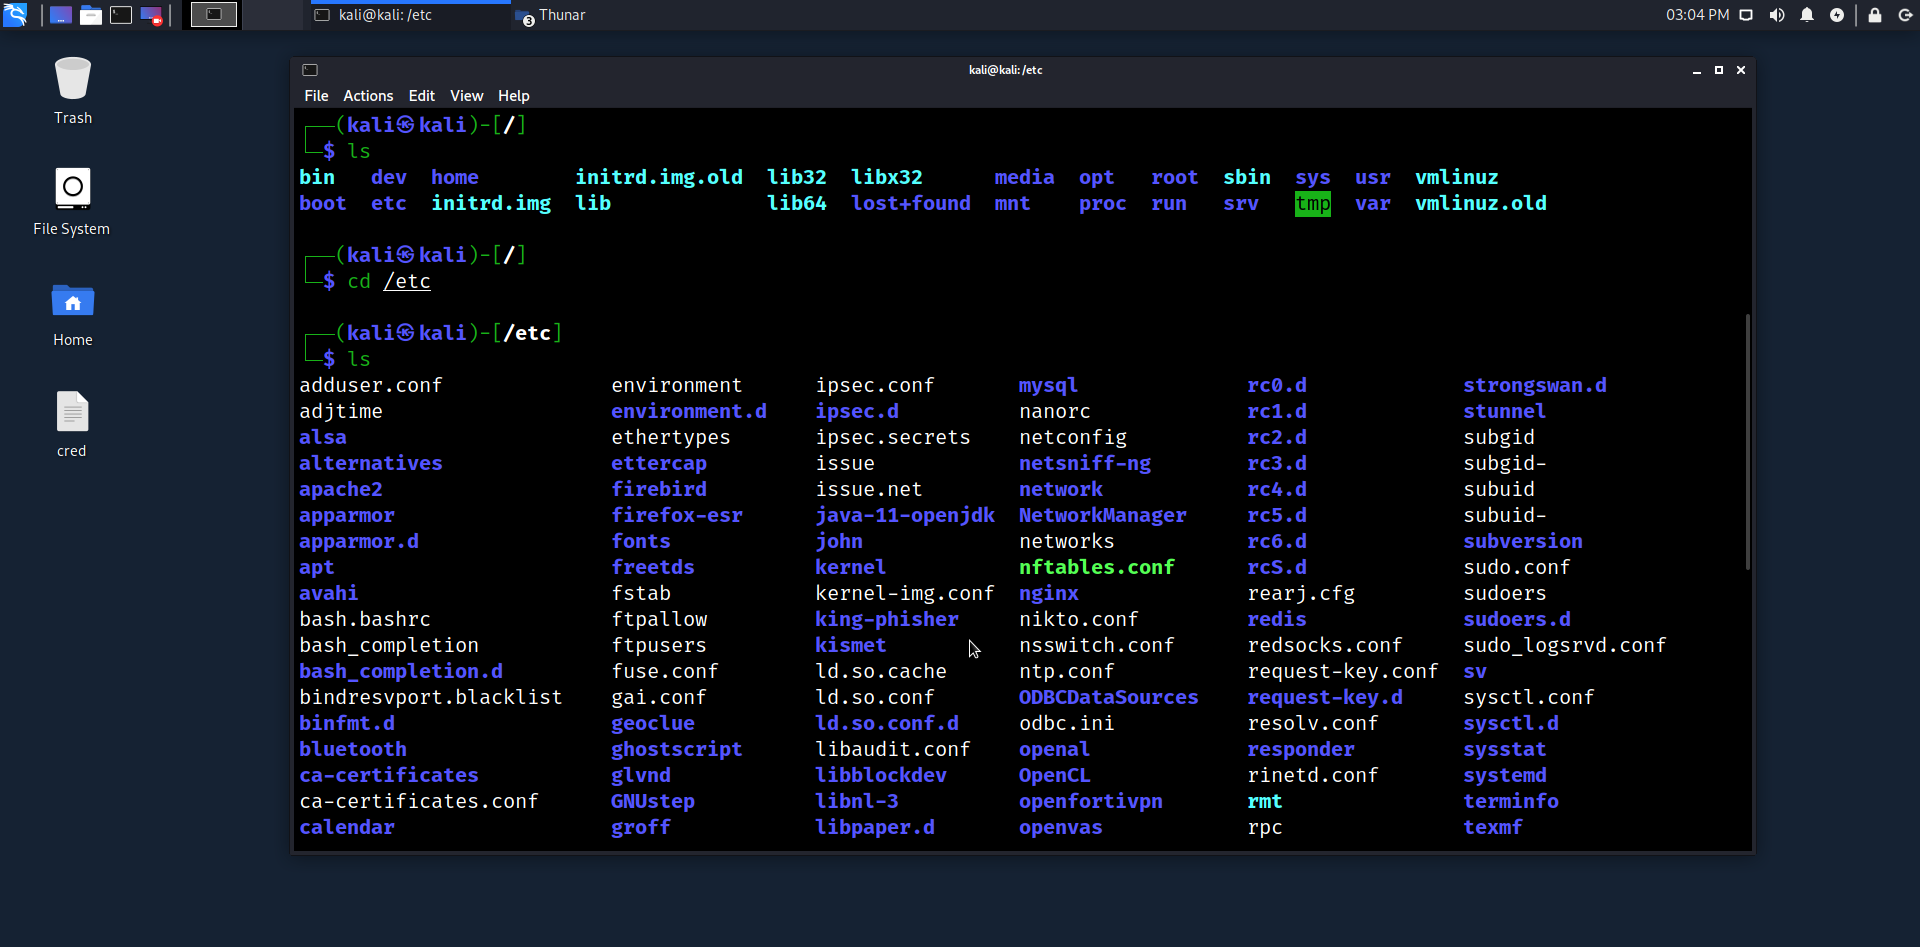 kali@kali: /etc
3 Thunar
03:04 PM
Trash
File System
Home
cred
kali@kali: /etc
File Actions Edit View Help
┌──(kali㉿kali)-[/]
└─$ ls
bin dev home initrd.img.old lib32 libx32 media opt root sbin sys usr vmlinuz
boot etc initrd.img lib lib64 lost+found mnt proc run srv tmp var vmlinuz.old
┌──(kali㉿kali)-[/]
└─$ cd /etc
┌──(kali㉿kali)-[/etc]
└─$ ls
adduser.conf environment ipsec.conf mysql rc0.d strongswan.d
adjtime environment.d ipsec.d nanorc rc1.d stunnel
alsa ethertypes ipsec.secrets netconfig rc2.d subgid
alternatives ettercap issue netsniff-ng rc3.d subgid-
apache2 firebird issue.net network rc4.d subuid
apparmor firefox-esr java-11-openjdk NetworkManager rc5.d subuid-
apparmor.d fonts john networks rc6.d subversion
apt freetds kernel nftables.conf rcS.d sudo.conf
avahi fstab kernel-img.conf nginx rearj.cfg sudoers
bash.bashrc ftpallow king-phisher nikto.conf redis sudoers.d
bash_completion ftpusers kismet nsswitch.conf redsocks.conf sudo_logsrvd.conf
bash_completion.d fuse.conf ld.so.cache ntp.conf request-key.conf sv
bindresvport.blacklist gai.conf ld.so.conf ODBCDataSources request-key.d sysctl.conf
binfmt.d geoclue ld.so.conf.d odbc.ini resolv.conf sysctl.d
bluetooth ghostscript libaudit.conf openal responder sysstat
ca-certificates glvnd libblockdev OpenCL rinetd.conf systemd
ca-certificates.conf GNUstep libnl-3 openfortivpn rmt terminfo
calendar groff libpaper.d openvas rpc texmf